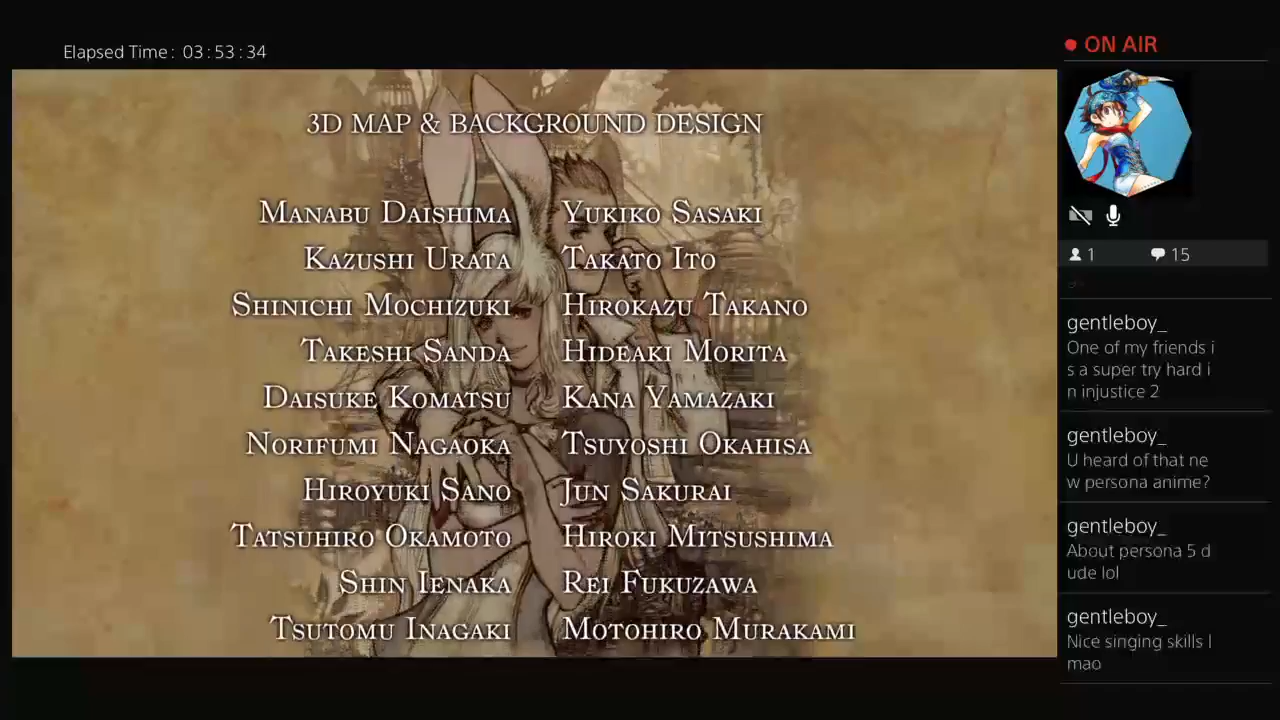 Elapsed Time: 03:53:34
ON AIR
3D MAP & BACKGROUND DESIGN
MANABU DAISHIMA YUKIKO SASAKI
KAZUSHI URATA TAKATO ITO
SHINICHI MOCHIZUKI HIROKAZU TAKANO
TAKESHI SANDA HIDEAKI MORITA
DAISUKE KOMATSU KANA YAMAZAKI
NORIFUMI NAGAOKA TSUYOSHI OKAHISA
HIROYUKI SANO JUN SAKURAI
TATSUHIRO OKAMOTO HIROKI MITSUSHIMA
SHIN IENAKA REI FUKUZAWA
TSUTOMU INAGAKI MOTOHIRO MURAKAMI
1 15
gentleboy_
One of my friends i
s a super try hard i
n injustice 2
gentleboy_
U heard of that ne
w persona anime?
gentleboy_
About persona 5 d
ude lol
gentleboy_
Nice singing skills l
mao